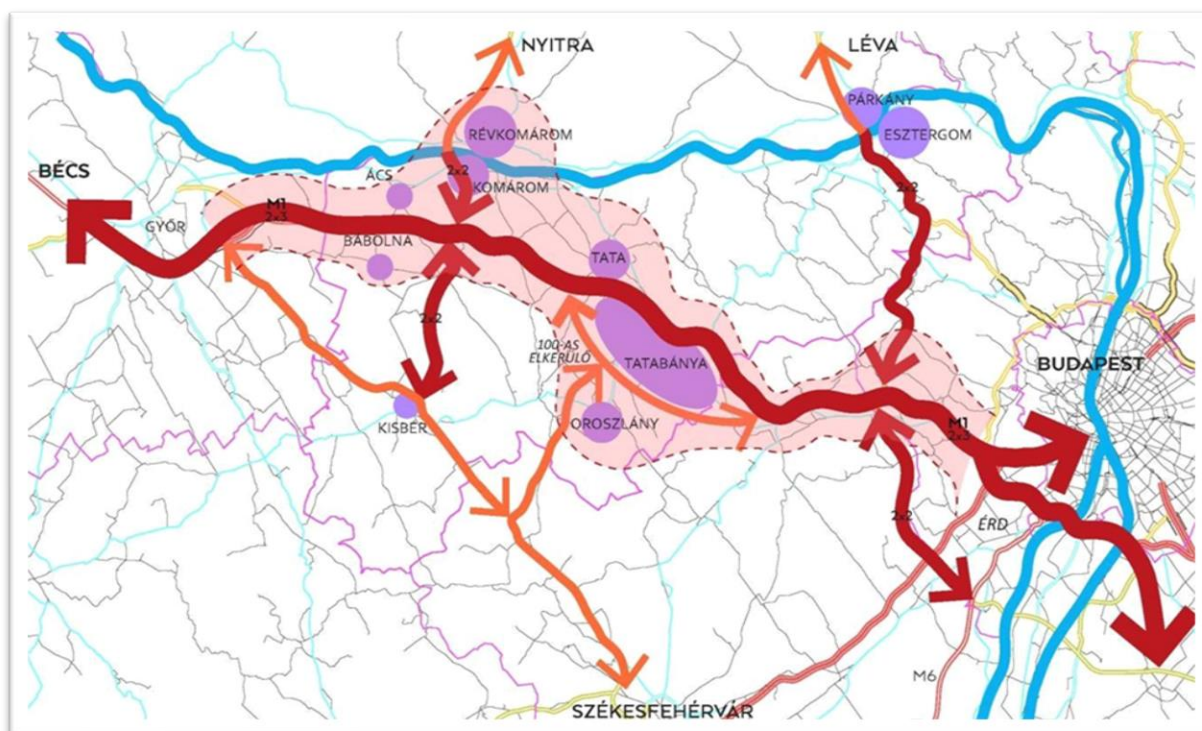 NYITRA
LÉVA
PÁRKÁNY
ESZTERGOM
RÉVKOMÁROM
BÉCS
2x2
ÁCS
KOMÁROM
2x2
M1
2x3
GYŐR
BÁBOLNA
TATA
2x2
100-AS
ELKERÜLŐ
TATABÁNYA
BUDAPEST
KISBÉR
OROSZLÁNY
M1
2x3
2x2
ÉRD
M6
SZÉKESFEHÉRVÁR